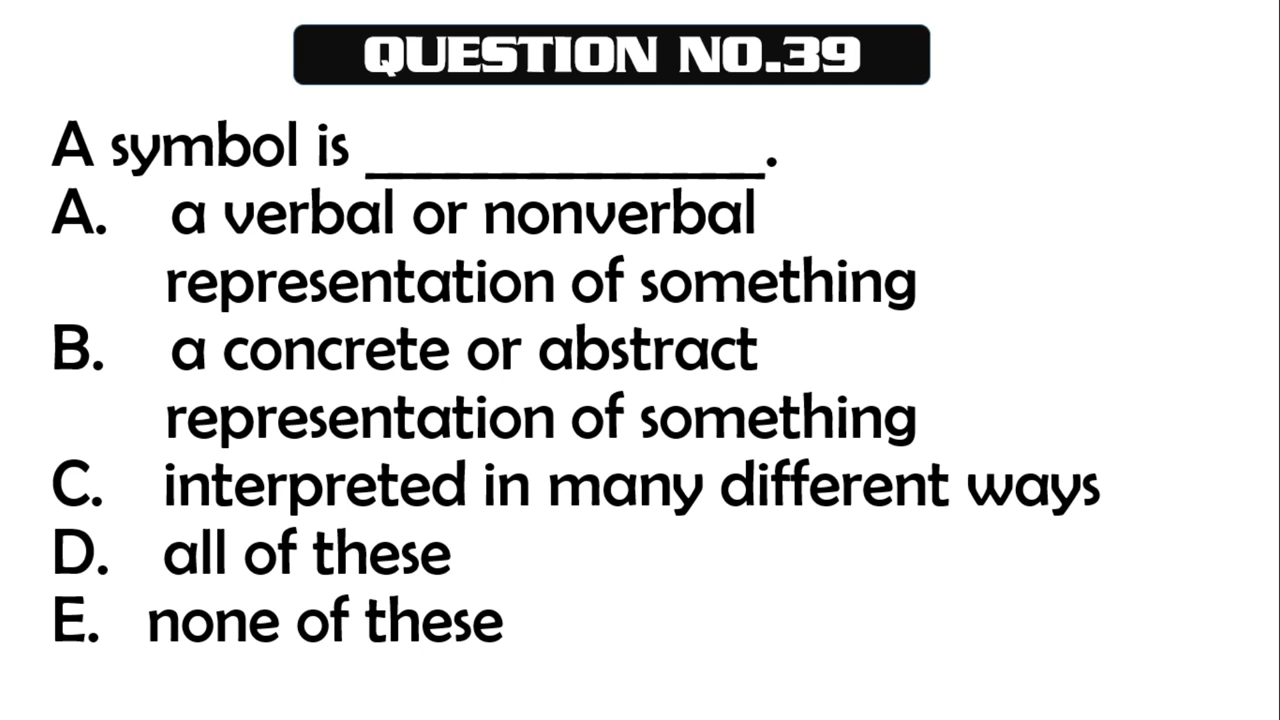 QUESTION NO.39
A symbol is ______________.
A. a verbal or nonverbal
representation of something
B. a concrete or abstract
representation of something
C. interpreted in many different ways
D. all of these
E. none of these